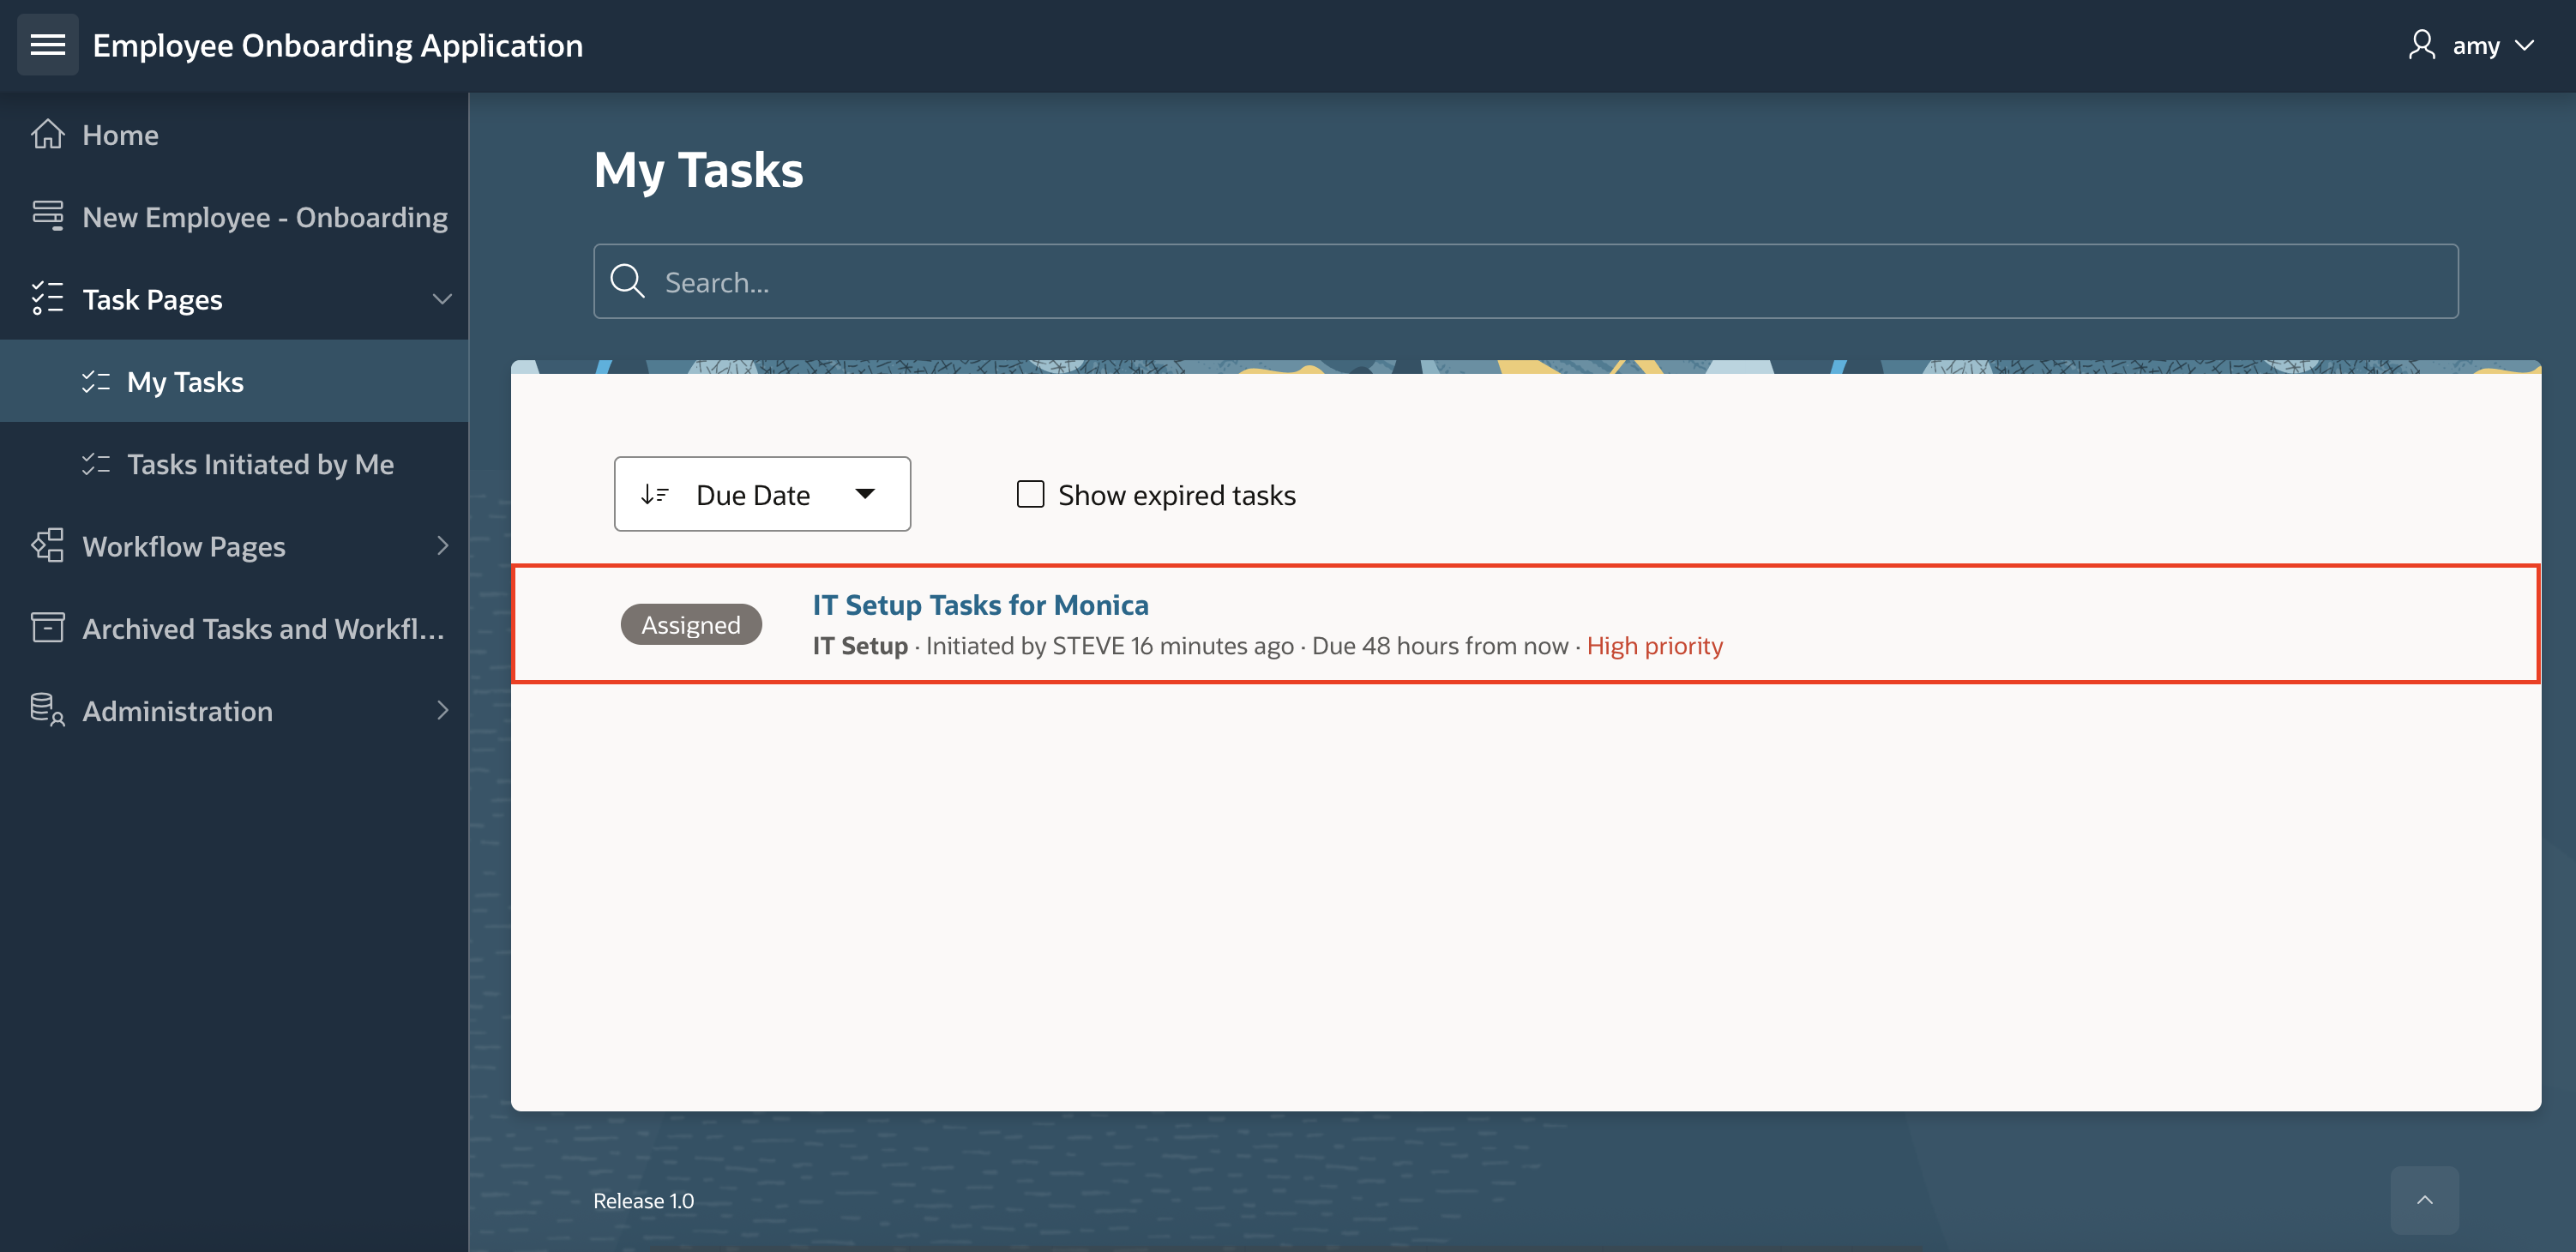 Employee Onboarding Application
amy
Home
New Employee - Onboarding
Task Pages
My Tasks
Tasks Initiated by Me
Workflow Pages
Archived Tasks and Workfl...
Administration
My Tasks
Search...
Due Date
Show expired tasks
Assigned
IT Setup Tasks for Monica
IT Setup · Initiated by STEVE 16 minutes ago · Due 48 hours from now · High priority
Release 1.0